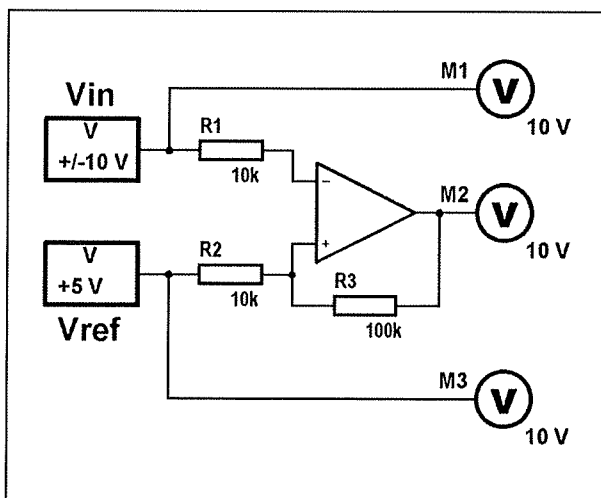 M1
V
10 V
Vin
V
+/-10 V
R1
10k
−
+
M2
V
10 V
V
+5 V
Vref
R2
10k
R3
100k
M3
V
10 V